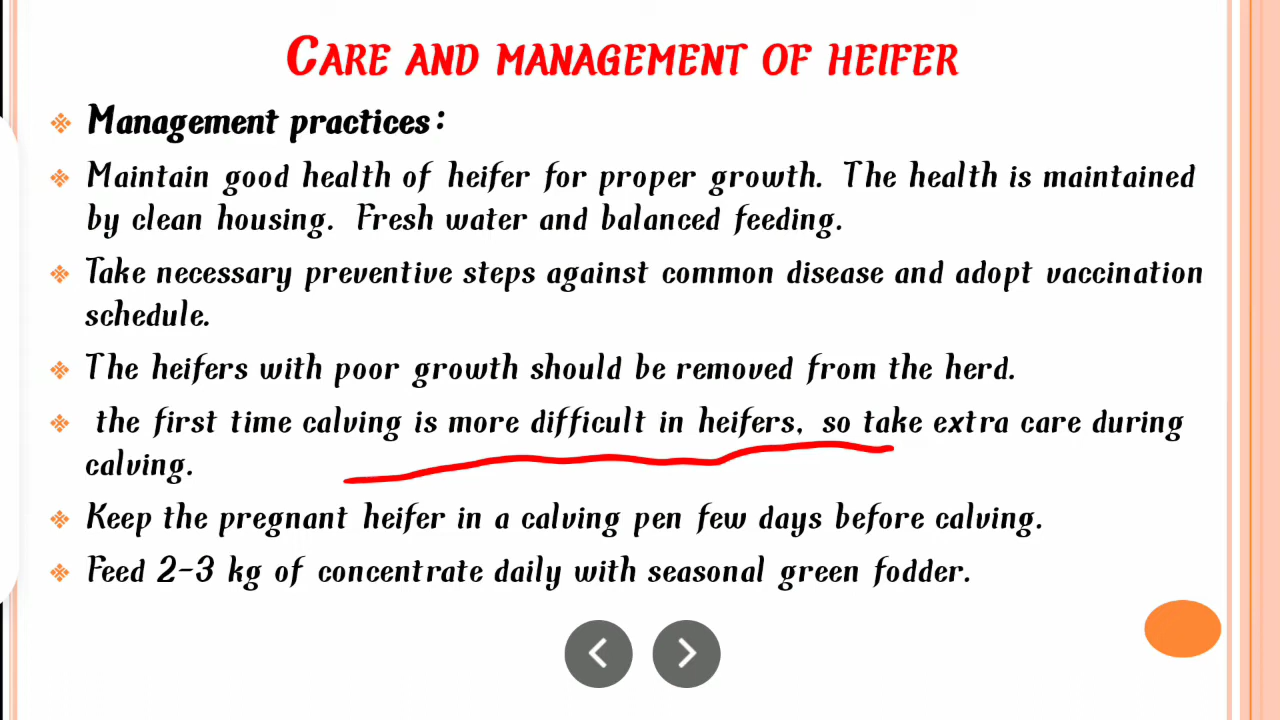 CARE AND MANAGEMENT OF HEIFER
Management practices:
Maintain good health of heifer for proper growth. The health is maintained
by clean housing. Fresh water and balanced feeding.
Take necessary preventive steps against common disease and adopt vaccination
schedule.
The heifers with poor growth should be removed from the herd.
the first time calving is more difficult in heifers, so take extra care during
calving.
Keep the pregnant heifer in a calving pen few days before calving.
Feed 2-3 kg of concentrate daily with seasonal green fodder.